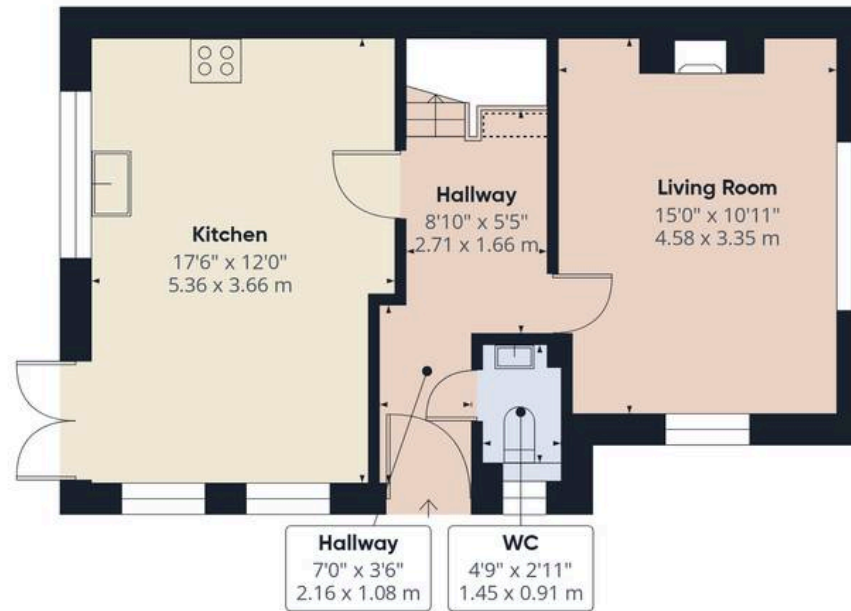 Kitchen
17'6" x 12'0"
5.36 x 3.66 m
Hallway
8'10" x 5'5"
2.71 x 1.66 m
Living Room
15'0" x 10'11"
4.58 x 3.35 m
Hallway
7'0" x 3'6"
2.16 x 1.08 m
WC
4'9" x 2'11"
1.45 x 0.91 m